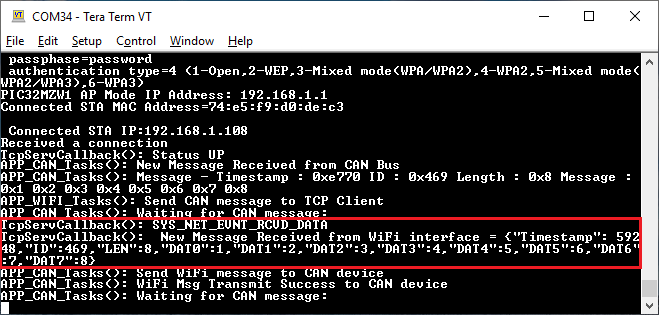 COM34 - Tera Term VT
File Edit Setup Control Window Help
passphase=password
authentication type=4 (1-Open,2-WEP,3-Mixed mode(WPA/WPA2),4-WPA2,5-Mixed mode(
WPA2/WPA3),6-WPA3)
PIC32MZW1 AP Mode IP Address: 192.168.1.1
Connected STA MAC Address=74:e5:f9:d0:de:c3
Connected STA IP:192.168.1.108
Received a connection
TcpServCallback(): Status UP
APP_CAN_Tasks(): New Message Received from CAN Bus
APP_CAN_Tasks(): Message - Timestamp : 0xe770 ID : 0x469 Length : 0x8 Message :
0x1 0x2 0x3 0x4 0x5 0x6 0x7 0x8
APP_WIFI_Tasks(): Send CAN message to TCP Client
APP_CAN_Tasks(): Waiting for CAN message:
TcpServCallback(): SYS_NET_EVNT_RCVD_DATA
TcpServCallback():  New Message Received from WiFi interface = {"Timestamp": 592
48,"ID":469,"LEN":8,"DAT0":1,"DAT1":2,"DAT2":3,"DAT3":4,"DAT4":5,"DAT5":6,"DAT6"
:7,"DAT7":8}
APP_CAN_Tasks(): Send WiFi message to CAN device
APP_CAN_Tasks(): WiFi Msg Transmit Success to CAN device
APP_CAN_Tasks(): Waiting for CAN message: